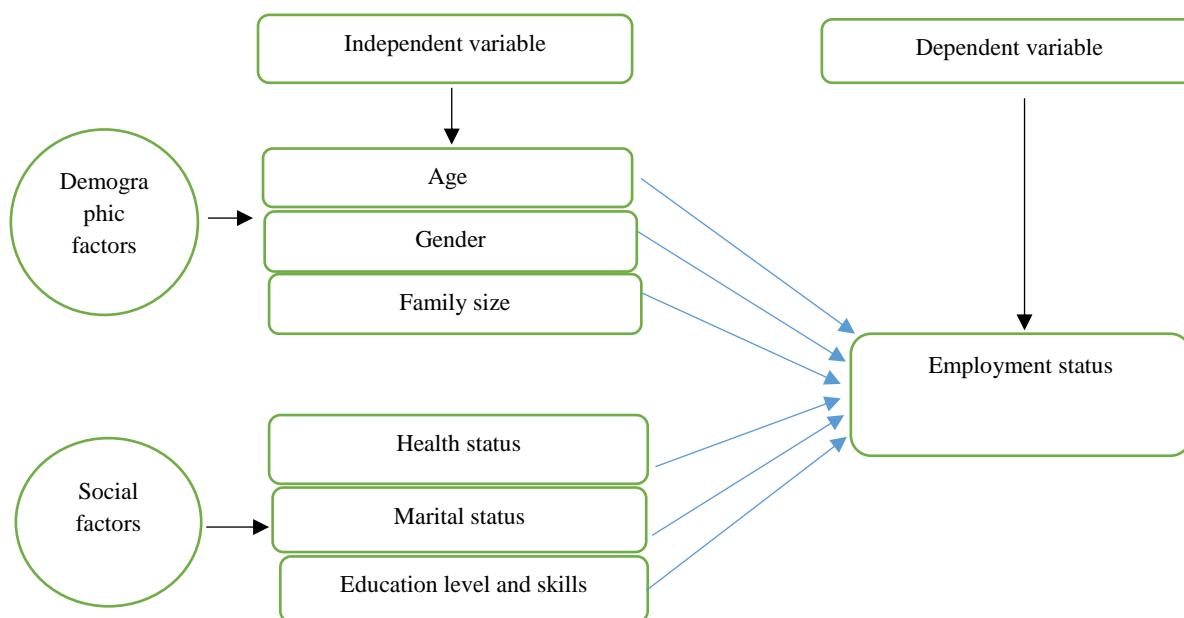 Independent variable
Dependent variable
Demogra
phic
factors
Age
Gender
Family size
Employment status
Social
factors
Health status
Marital status
Education level and skills